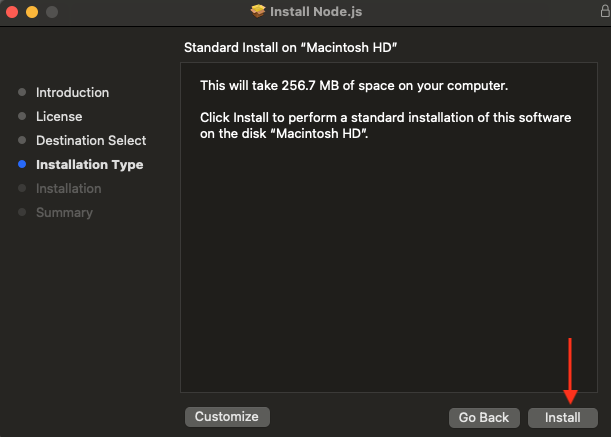 Install Node.js
Standard Install on “Macintosh HD”
Introduction
License
Destination Select
Installation Type
Installation
Summary
This will take 256.7 MB of space on your computer.
Click Install to perform a standard installation of this software
on the disk “Macintosh HD”.
Customize
Go Back
Install